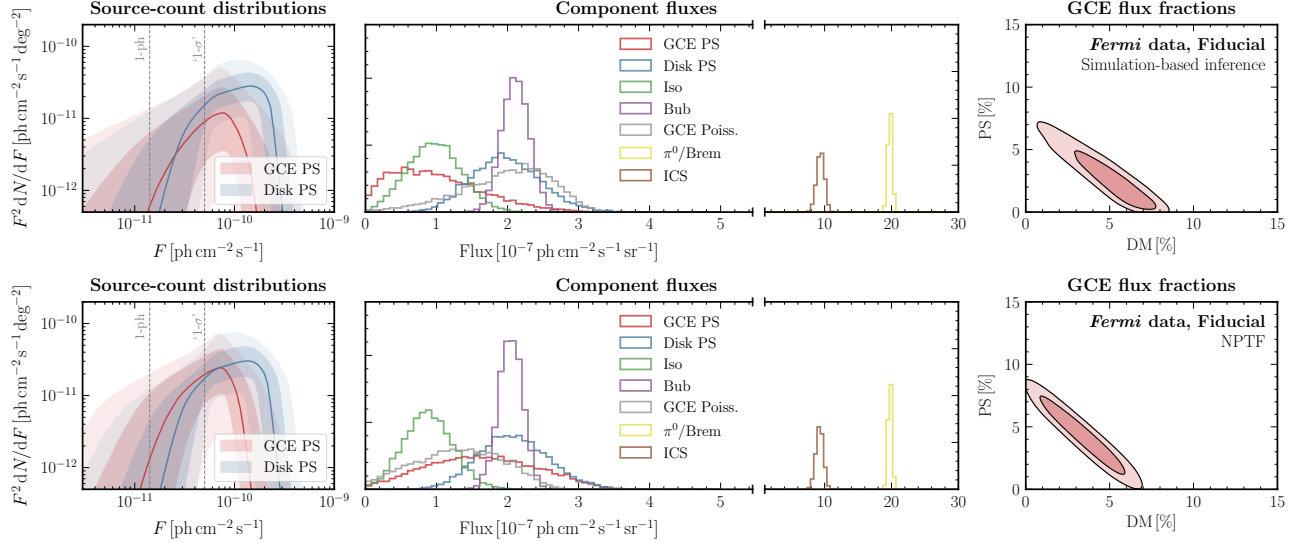 Source-count distributions
Component fluxes
GCE flux fractions
F² dN/dF [ph cm⁻² s⁻¹ deg⁻²]
10⁻¹⁰
10⁻¹¹
10⁻¹²
1-ph
'1-σ'
GCE PS
Disk PS
10⁻¹¹ 10⁻¹⁰ 10⁻⁹
F [ph cm⁻² s⁻¹]
GCE PS
Disk PS
Iso
Bub
GCE Poiss.
π⁰/Brem
ICS
0 1 2 3 4 5 10 20 30
Flux [10⁻⁷ ph cm⁻² s⁻¹ sr⁻¹]
Fermi data, Fiducial
Simulation-based inference
PS [%]
15
10
5
0
0 5 10 15
DM [%]
Source-count distributions
Component fluxes
GCE flux fractions
F² dN/dF [ph cm⁻² s⁻¹ deg⁻²]
10⁻¹⁰
10⁻¹¹
10⁻¹²
1-ph
'1-σ'
GCE PS
Disk PS
10⁻¹¹ 10⁻¹⁰ 10⁻⁹
F [ph cm⁻² s⁻¹]
GCE PS
Disk PS
Iso
Bub
GCE Poiss.
π⁰/Brem
ICS
0 1 2 3 4 5 10 20 30
Flux [10⁻⁷ ph cm⁻² s⁻¹ sr⁻¹]
Fermi data, Fiducial
NPTF
PS [%]
15
10
5
0
0 5 10 15
DM [%]